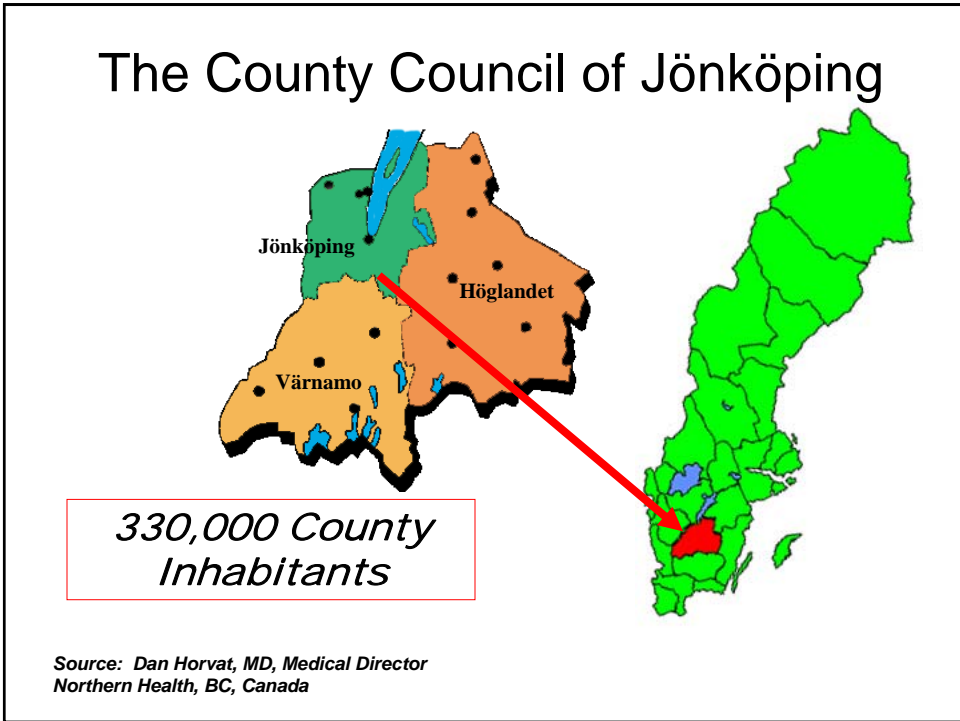 The County Council of Jönköping
Jönköping
Höglandet
Värnamo
330,000 County
Inhabitants
Source: Dan Horvat, MD, Medical Director
Northern Health, BC, Canada